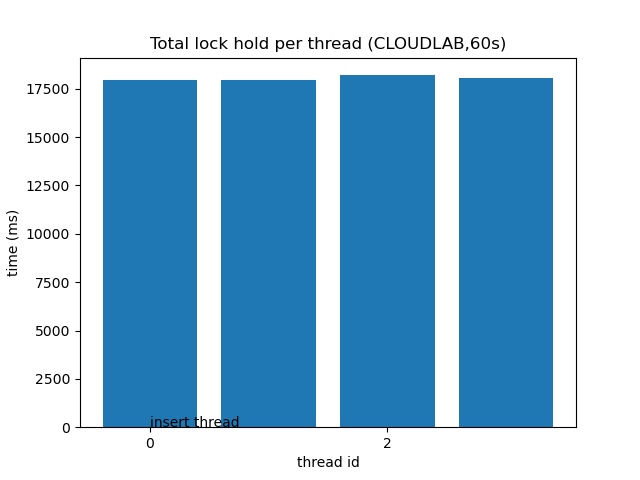 Total lock hold per thread (CLOUDLAB,60s)
time (ms)
17500
15000
12500
10000
7500
5000
2500
0
insert thread
0 2
thread id